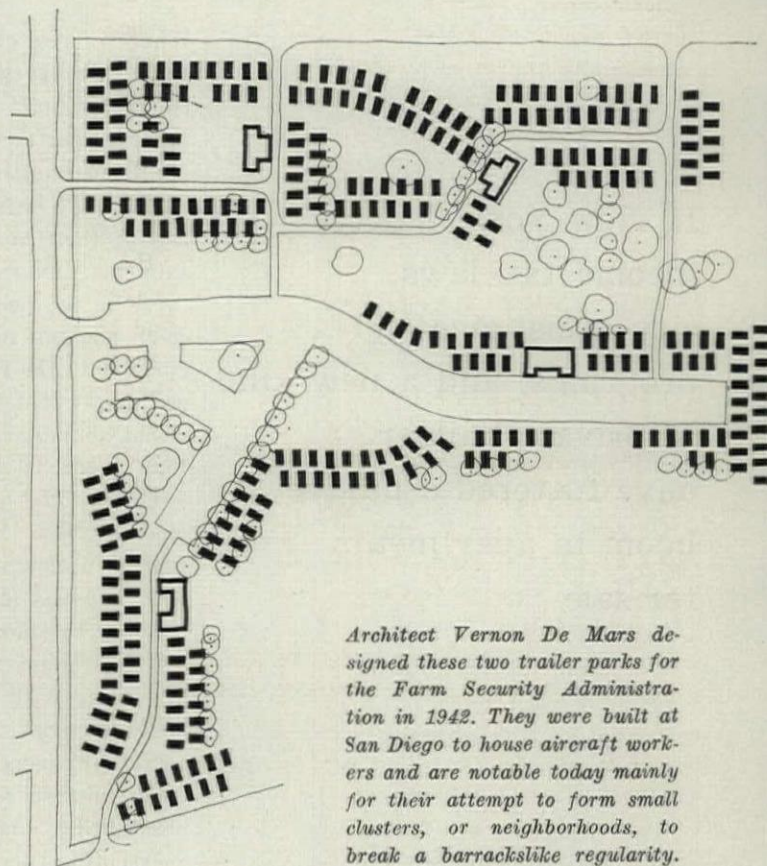 Architect Vernon De Mars de-
signed these two trailer parks for
the Farm Security Administra-
tion in 1942. They were built at
San Diego to house aircraft work-
ers and are notable today mainly
for their attempt to form small
clusters, or neighborhoods, to
break a barrackslike regularity.